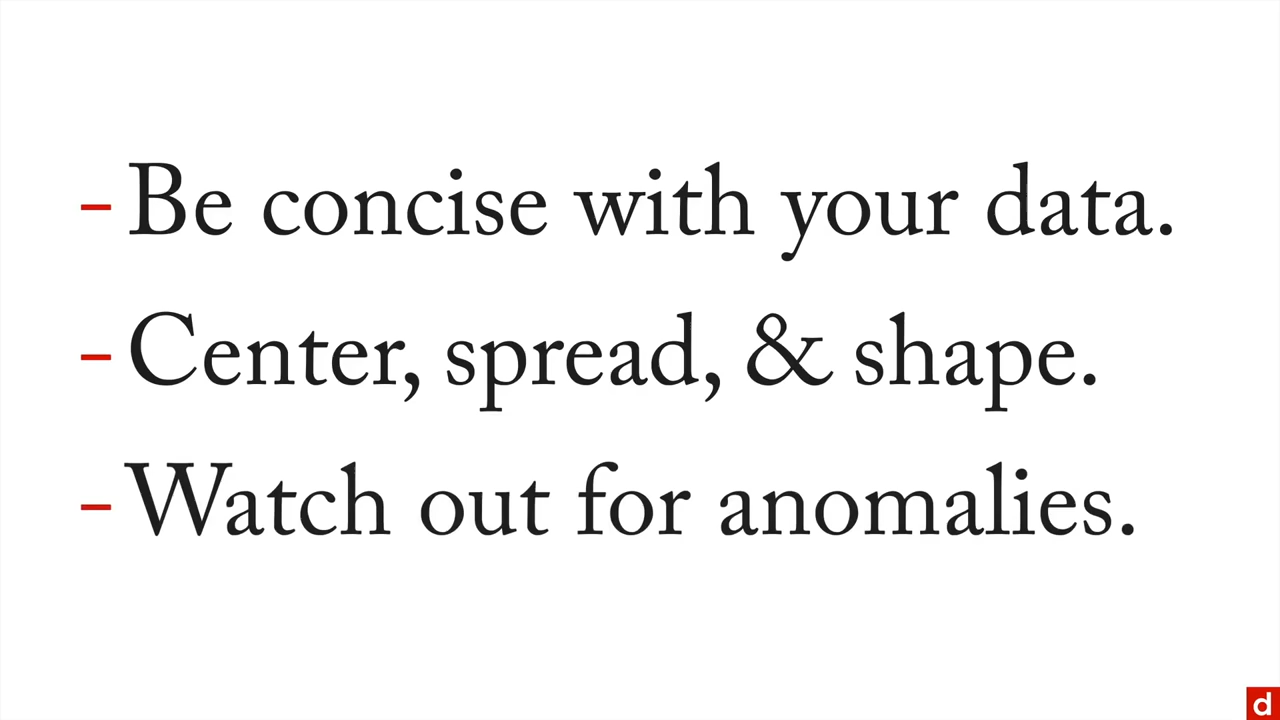 - Be concise with your data.
- Center, spread, & shape.
- Watch out for anomalies.
d